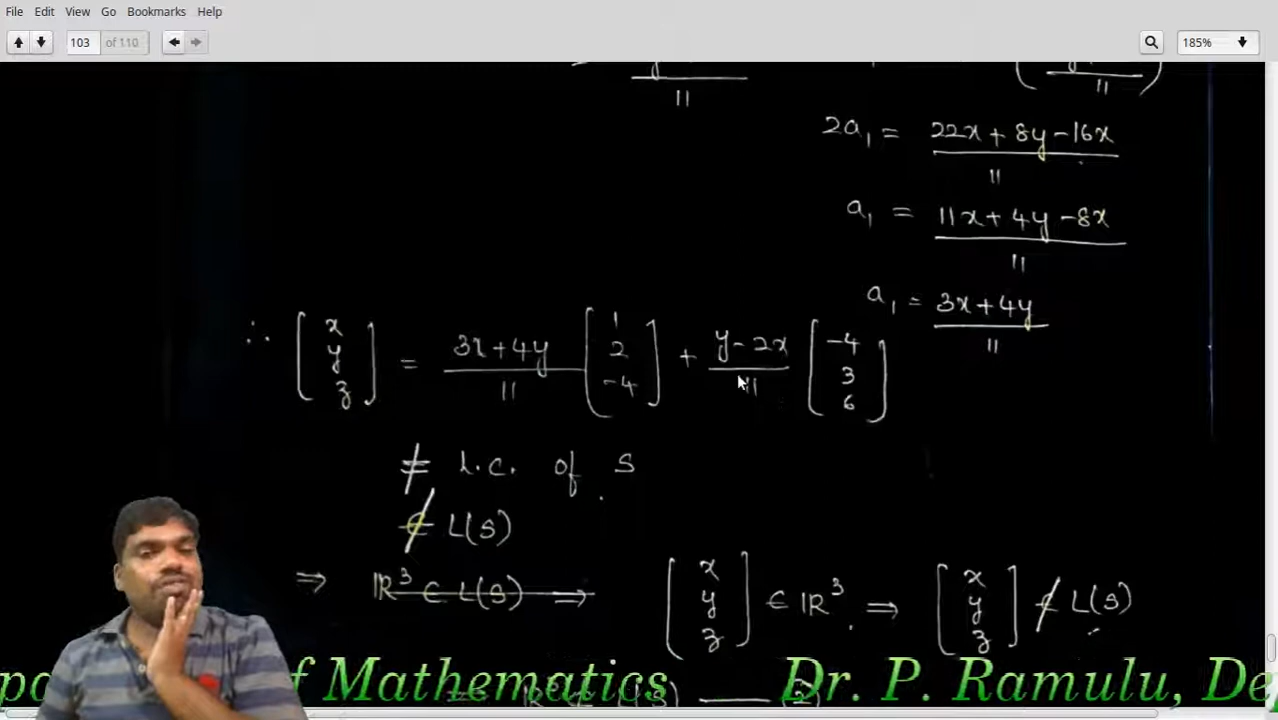 File Edit View Go Bookmarks Help
103 of 110 185%
11 11
2a₁ = 22x + 8y - 16x
11
a₁ = 11x + 4y - 8x
11
a₁ = 3x + 4y
11
∴ [x y z] = 3x + 4y / 11 [1 2 -4] + y - 2x / 11 [-4 3 6]
≠ L.C. of S
∉ L(S)
⇒ ℝ³ ⊂ L(S) ⇒ [x y z] ∈ ℝ³. ⇒ [x y z] ∉ L(S)
of Mathematics Dr. P. Ramulu, De